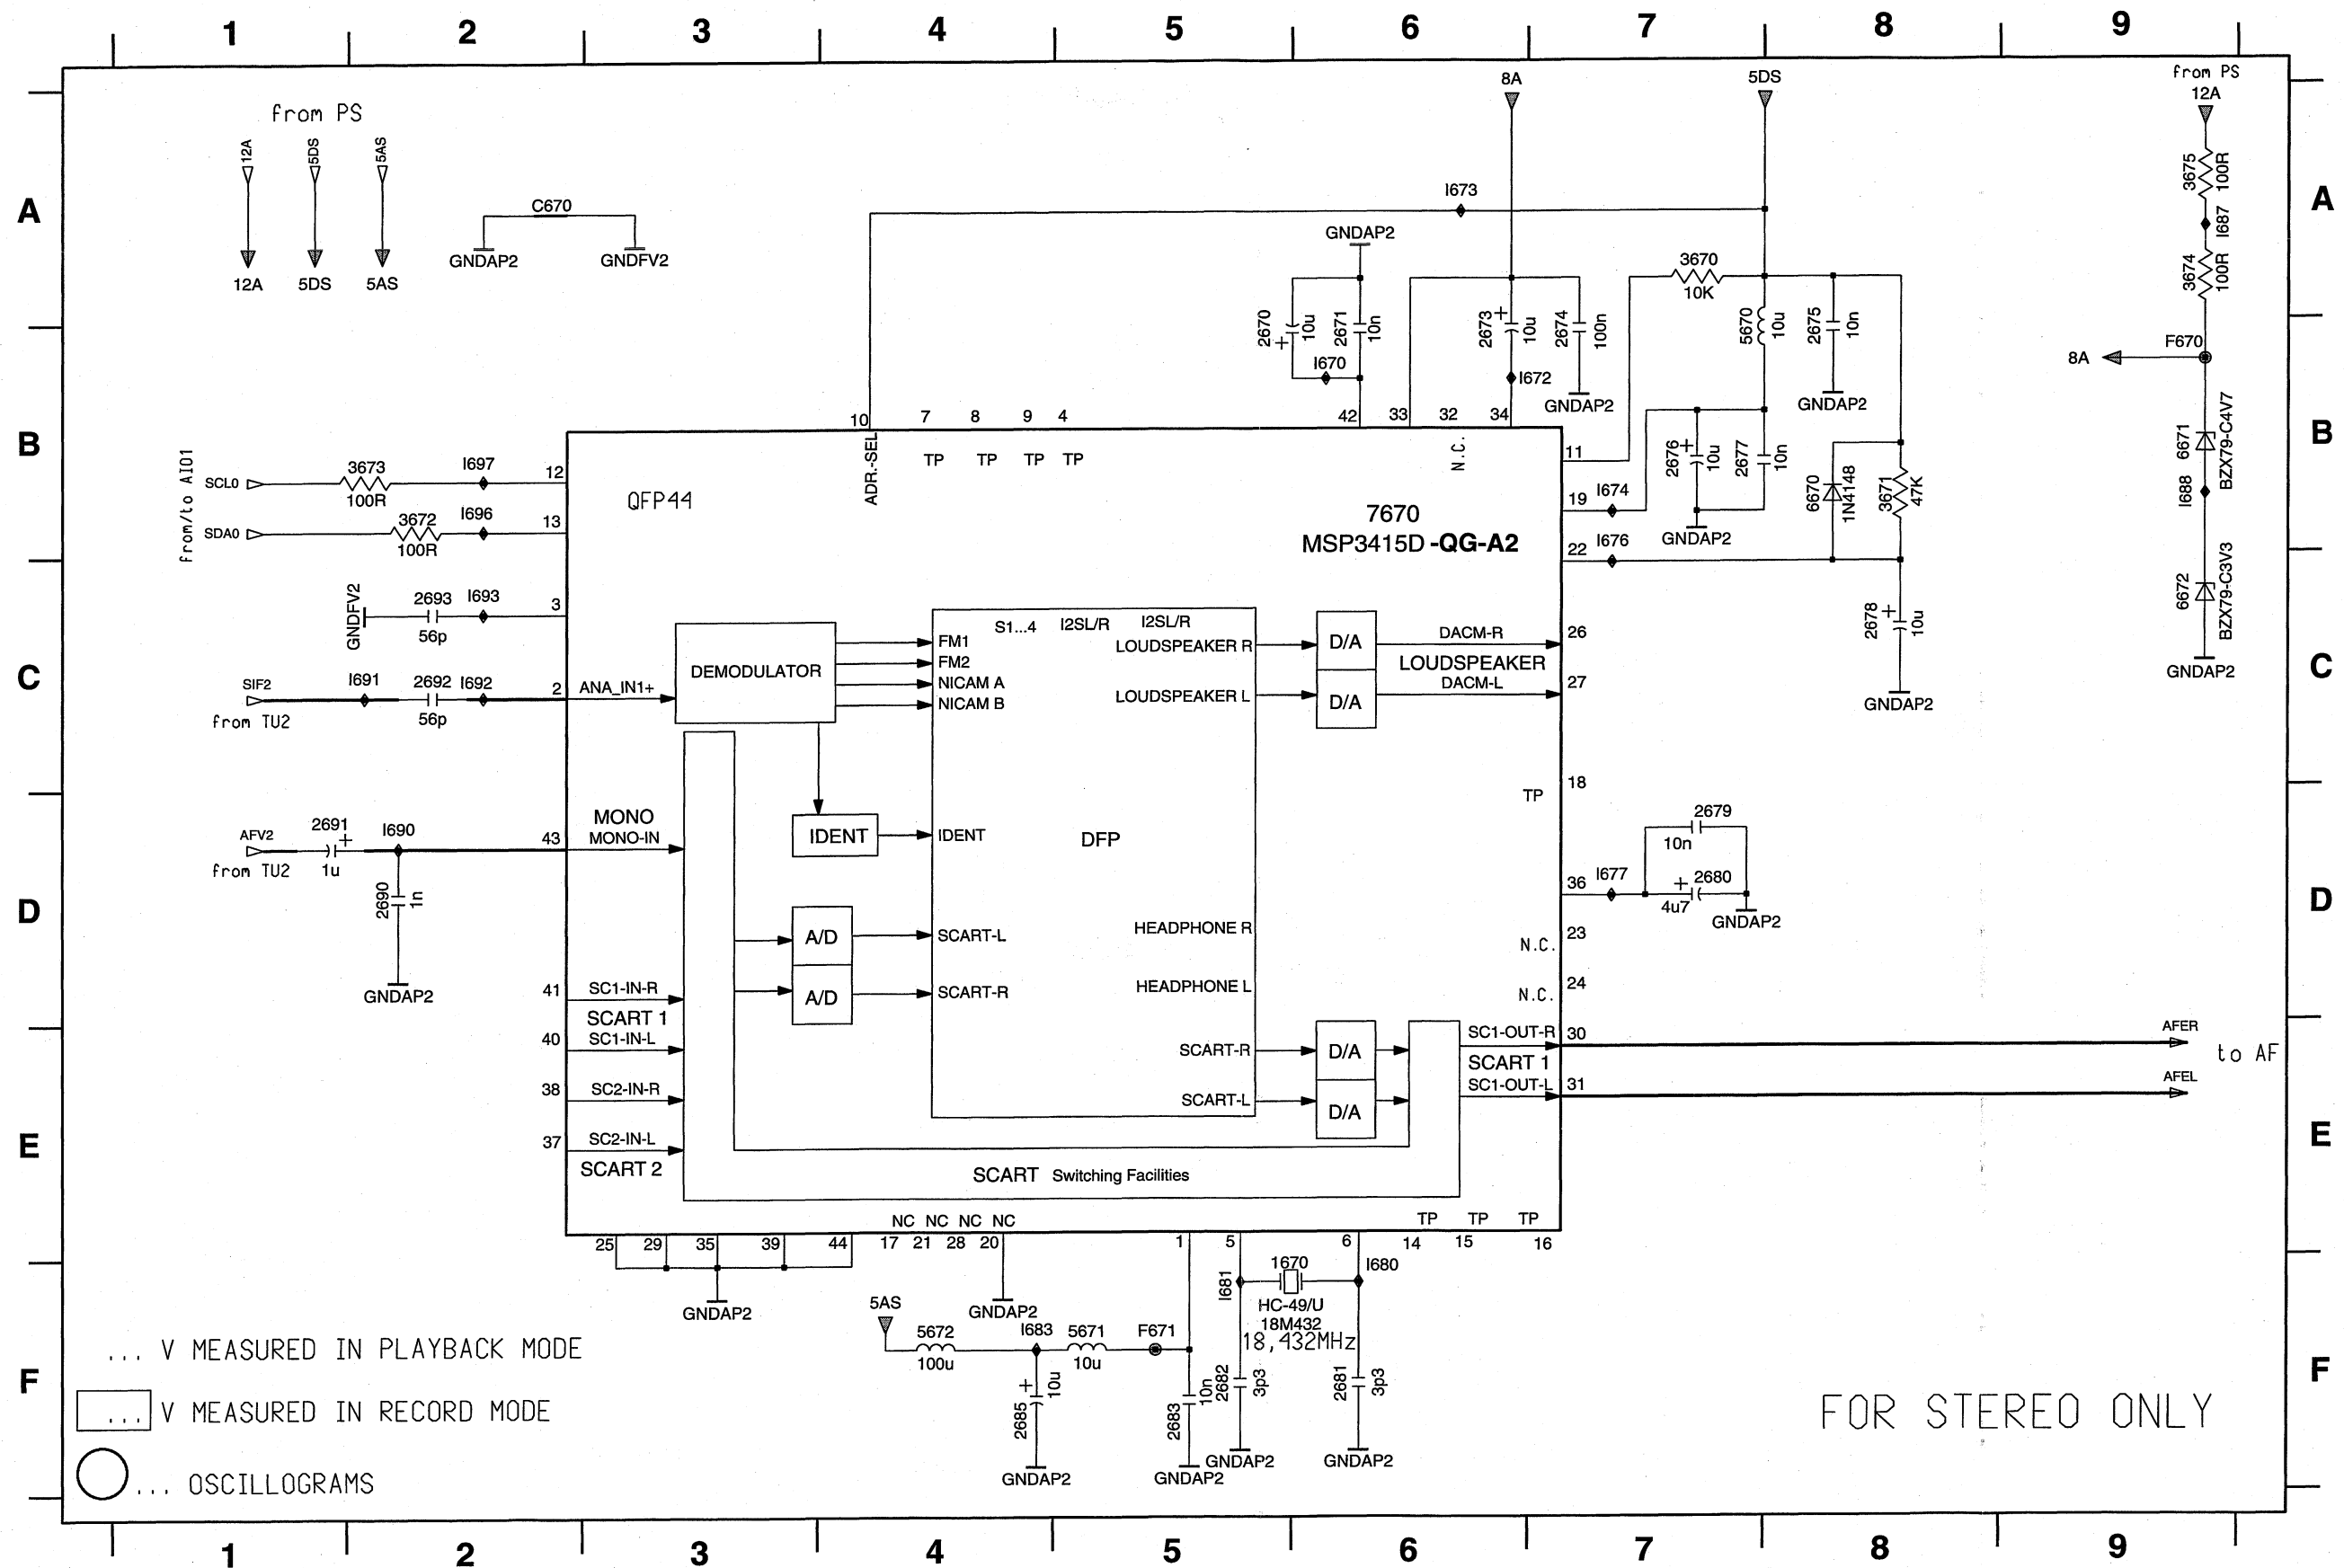 1 2 3 4 5 6 7 8 9
A
B
C
D
E
F
from PS
12A 5DS 5AS
12A 5DS 5AS
C670
GNDAP2
GNDFV2
8A
5DS
from PS
12A
I673
3675
100R
I687
3674
100R
F670
8A
6671
BZX79-C4V7
I688
6672
BZX79-C3V3
GNDAP2
GNDAP2
2670
10u
2671
10n
I670
2673
+
10u
2674
100n
I672
GNDAP2
+
3670
10K
5670
10u
2675
10n
GNDAP2
2676
+
10u
2677
10n
GNDAP2
6670
1N4148
3671
47K
2678
+
10u
GNDAP2
10 7 8 9 4 42 33 32 34
ADR.-SEL
TP TP TP TP
N.C.
from/to AIO1
SCL0
3673
100R
I697
12
SDA0
3672
100R
I696
13
QFP44
7670
MSP3415D -QG-A2
11
19 I674
22 I676
GNDFV2
2693
56p
I693
3
SIF2
from TU2
I691
2692
56p
I692
2
ANA_IN1+
DEMODULATOR
FM1
FM2
NICAM A
NICAM B
S1...4 I2SL/R I2SL/R
LOUDSPEAKER R
LOUDSPEAKER L
D/A
D/A
DACM-R
LOUDSPEAKER
DACM-L
26
27
18
TP
AFV2
from TU2
2691
+
1u
I690
43
MONO
MONO-IN
2690
1n
GNDAP2
IDENT
IDENT
DFP
2679
10n
36 I677
+
2680
4u7
GNDAP2
A/D
A/D
SCART-L
SCART-R
HEADPHONE R
HEADPHONE L
N.C. 23
N.C. 24
41 SC1-IN-R
SCART 1
40 SC1-IN-L
38 SC2-IN-R
37 SC2-IN-L
SCART 2
SCART-R
SCART-L
D/A
D/A
SC1-OUT-R 30
SCART 1
SC1-OUT-L 31
AFER
AFEL
to AF
SCART Switching Facilities
NC NC NC NC
TP TP TP
25 29 35 39 44 17 21 28 20 1 5 6 14 15 16
GNDAP2
GNDAP2
5AS
5672
100u
I683
5671
10u
F671
+
10u
2685
GNDAP2
10n
2683
GNDAP2
I681
1670
HC-49/U
18M432
18,432MHz
I680
2682
3p3
GNDAP2
2681
3p3
GNDAP2
... V MEASURED IN PLAYBACK MODE
... V MEASURED IN RECORD MODE
... OSCILLOGRAMS
FOR STEREO ONLY
A
B
C
D
E
F
1 2 3 4 5 6 7 8 9